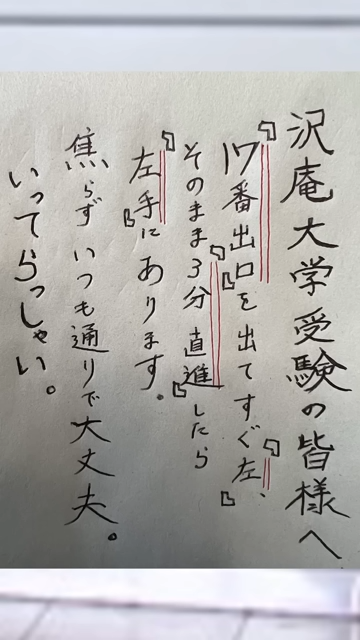 沢庵大学受験の皆様へ
『17番出口』を出てすぐ『左、』
そのまま『3分直進』したら
『左手』にあります。
焦らずいつも通りで大丈夫。
いってらっしゃい。